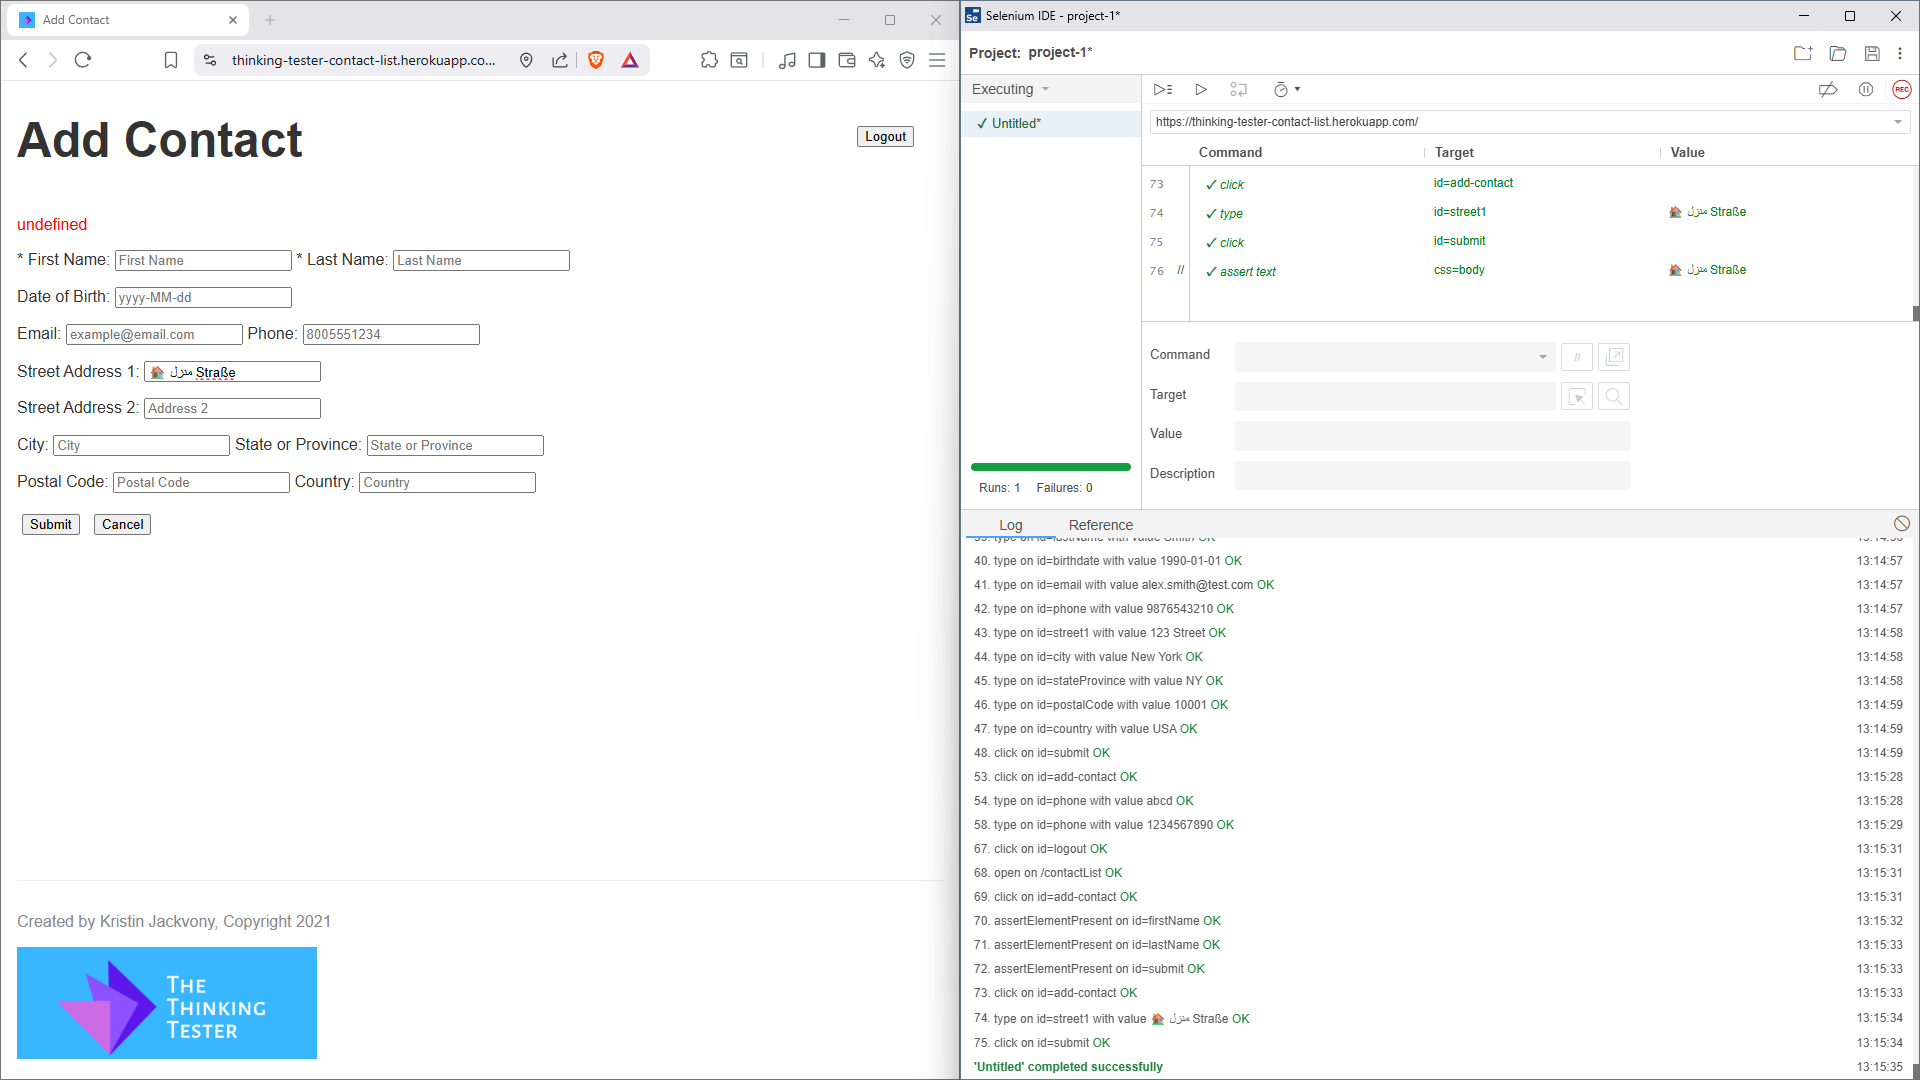 Add Contact
thinking-tester-contact-list.herokuapp.co...
Add Contact
Logout
undefined
* First Name: First Name * Last Name: Last Name
Date of Birth: yyyy-MM-dd
Email: example@email.com Phone: 8005551234
Street Address 1: 🏠 منزل Straße
Street Address 2: Address 2
City: City State or Province: State or Province
Postal Code: Postal Code Country: Country
Submit Cancel
Created by Kristin Jackvony, Copyright 2021
THE
THINKING
TESTER
Se Selenium IDE - project-1*
Project: project-1*
Executing
REC
✓ Untitled*
https://thinking-tester-contact-list.herokuapp.com/
Command Target Value
73 ✓ click id=add-contact
74 ✓ type id=street1 🏠 منزل Straße
75 ✓ click id=submit
76 // ✓ assert text css=body 🏠 منزل Straße
Command //
Target
Value
Description
Runs: 1 Failures: 0
Log Reference
39. type on id=lastName with value Smith OK 13:14:56
40. type on id=birthdate with value 1990-01-01 OK 13:14:57
41. type on id=email with value alex.smith@test.com OK 13:14:57
42. type on id=phone with value 9876543210 OK 13:14:57
43. type on id=street1 with value 123 Street OK 13:14:58
44. type on id=city with value New York OK 13:14:58
45. type on id=stateProvince with value NY OK 13:14:58
46. type on id=postalCode with value 10001 OK 13:14:59
47. type on id=country with value USA OK 13:14:59
48. click on id=submit OK 13:14:59
53. click on id=add-contact OK 13:15:28
54. type on id=phone with value abcd OK 13:15:28
58. type on id=phone with value 1234567890 OK 13:15:29
67. click on id=logout OK 13:15:31
68. open on /contactList OK 13:15:31
69. click on id=add-contact OK 13:15:31
70. assertElementPresent on id=firstName OK 13:15:32
71. assertElementPresent on id=lastName OK 13:15:33
72. assertElementPresent on id=submit OK 13:15:33
73. click on id=add-contact OK 13:15:33
74. type on id=street1 with value 🏠 منزل Straße OK 13:15:34
75. click on id=submit OK 13:15:34
'Untitled' completed successfully 13:15:35